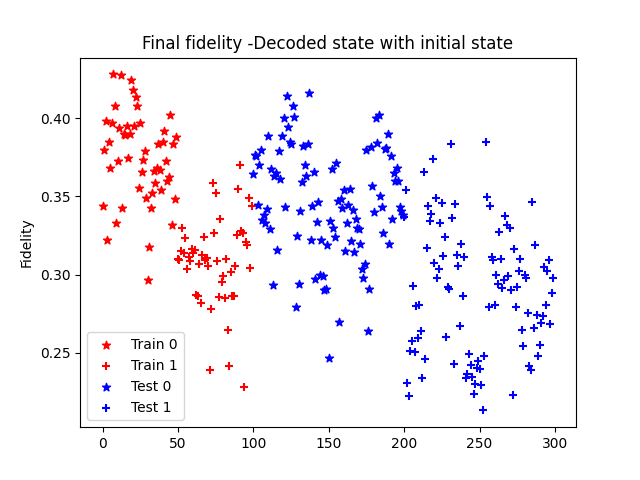 Final fidelity -Decoded state with initial state
Fidelity
0.40
0.35
0.30
0.25
Train 0
Train 1
Test 0
Test 1
0 50 100 150 200 250 300